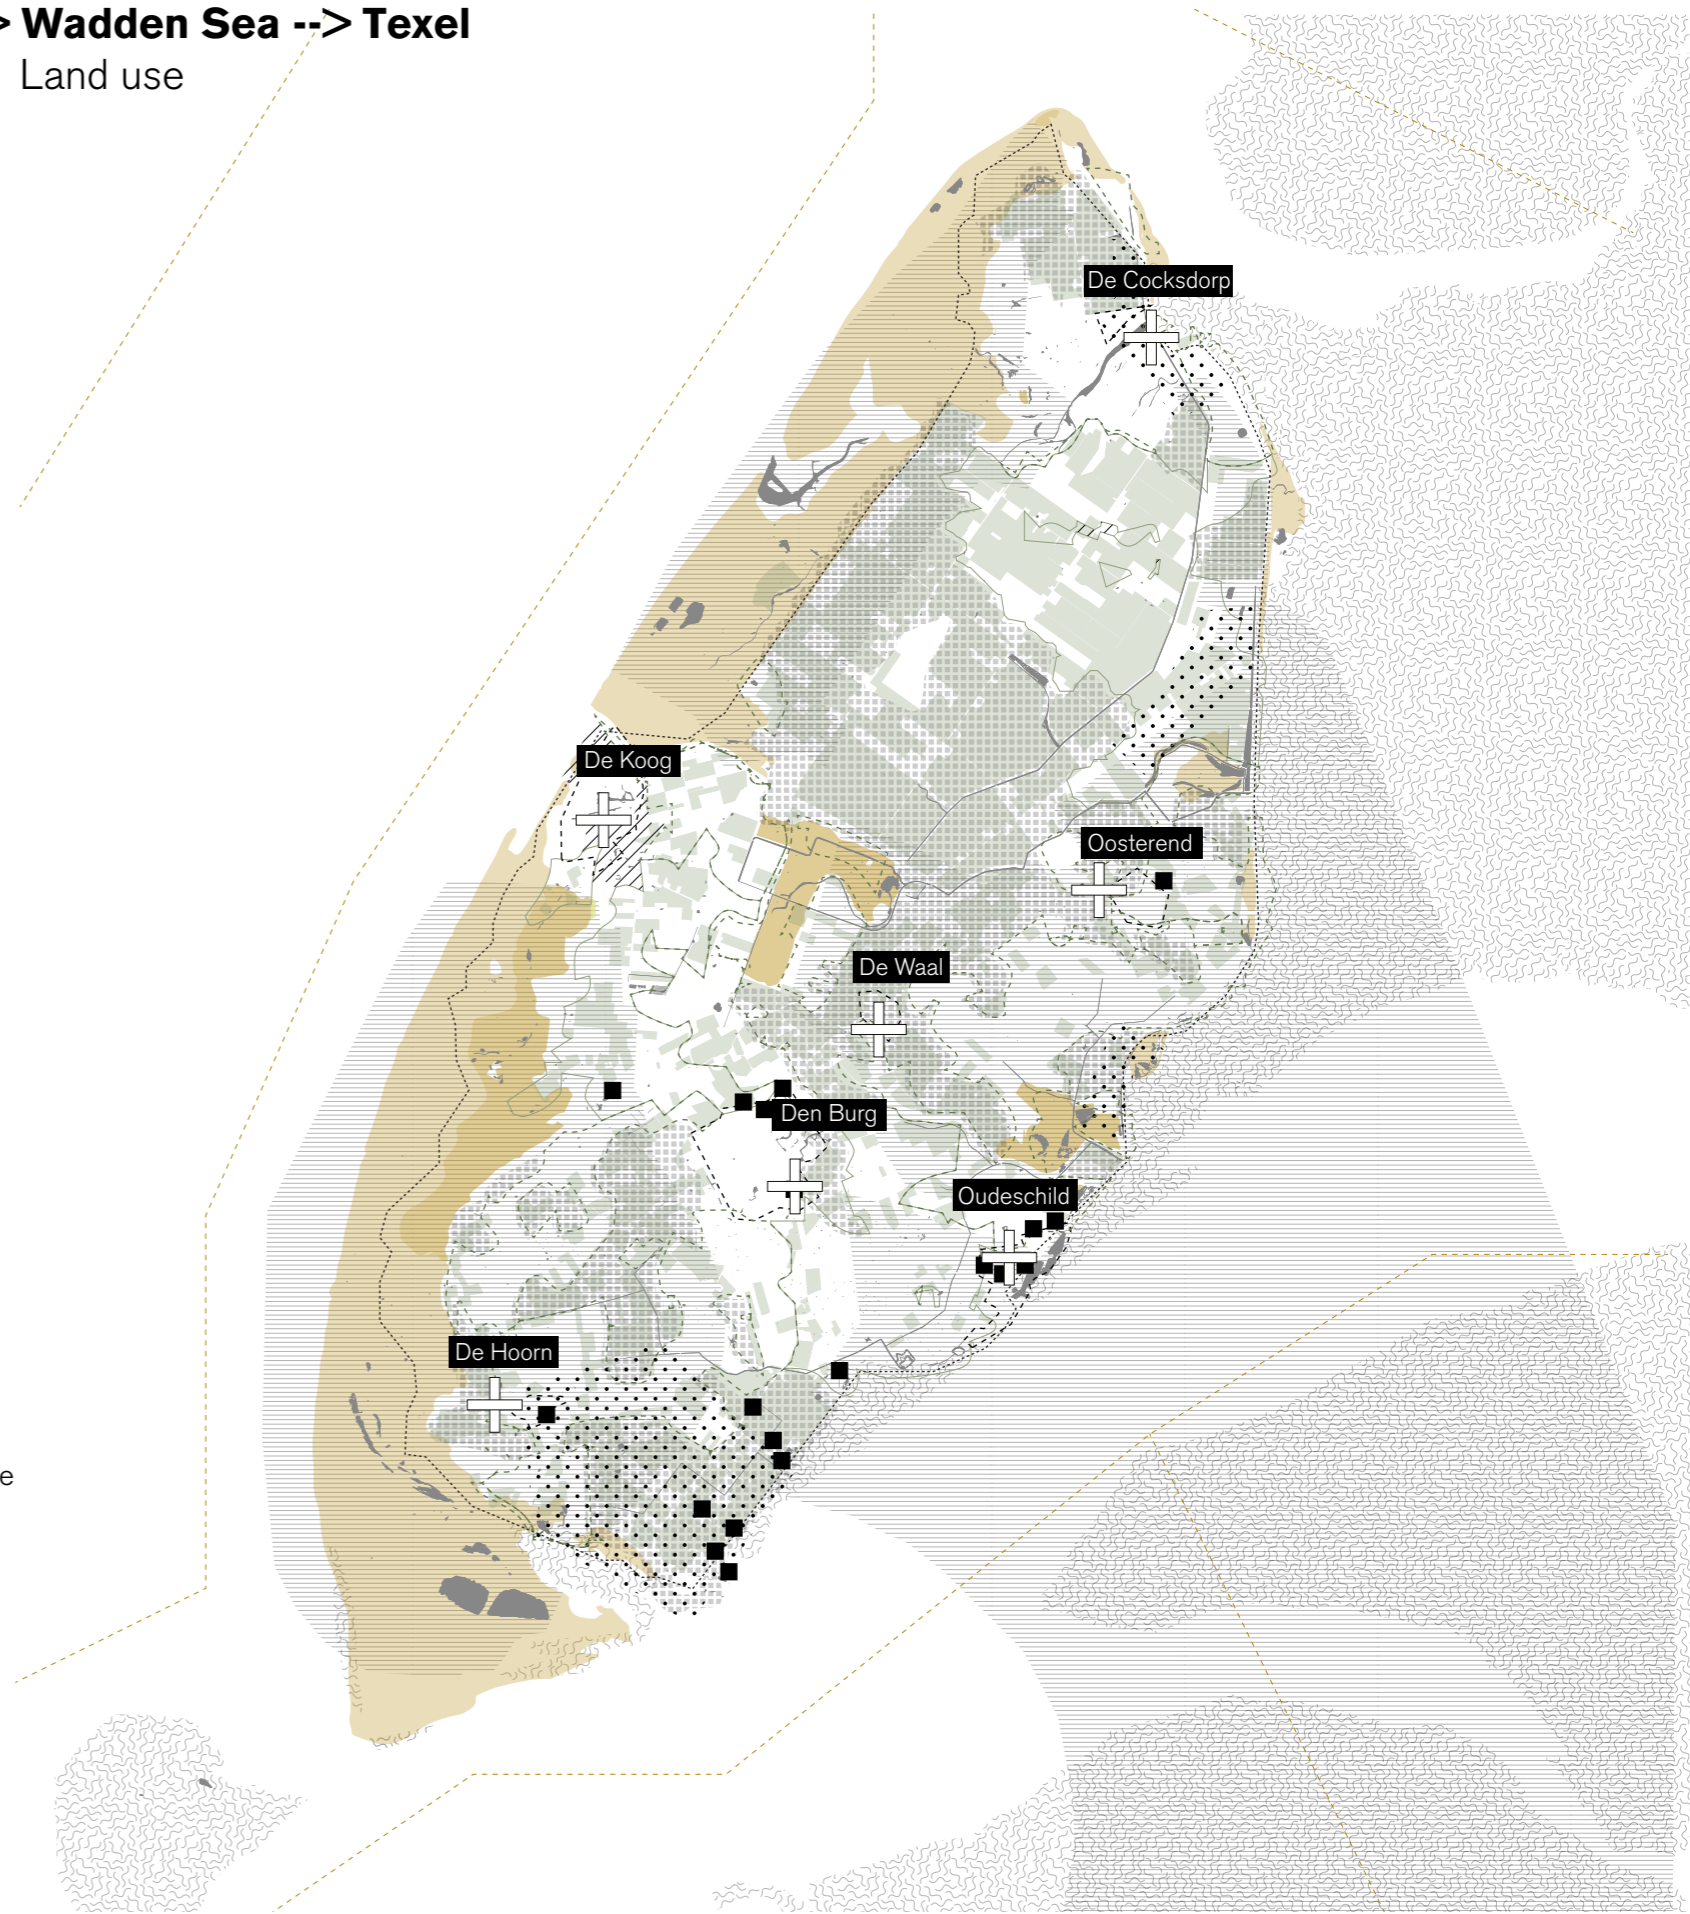 > Wadden Sea --> Texel
Land use
De Cocksdorp
De Koog
Oosterend
De Waal
Den Burg
Oudeschild
De Hoorn
e